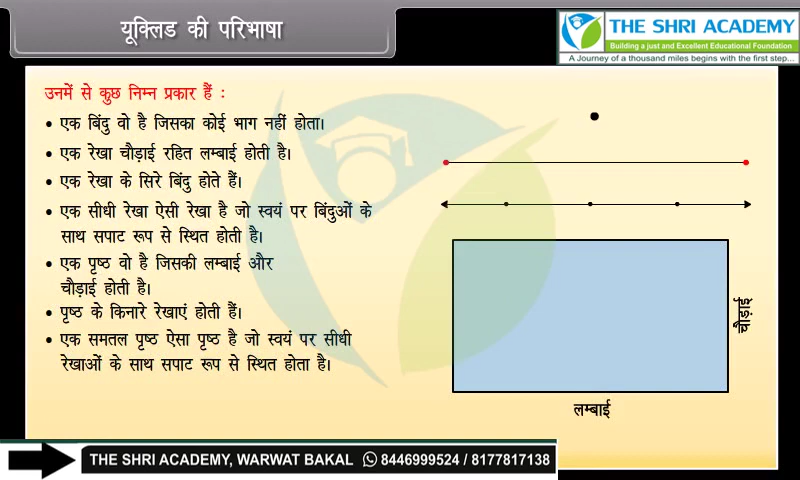 यूक्लिड की परिभाषा
THE SHRI ACADEMY
Building a just and Excellent Educational Foundation
A Journey of a thousand miles begins with the first step...
उनमें से कुछ निम्न प्रकार हैं :
• एक बिंदु वो है जिसका कोई भाग नहीं होता।
• एक रेखा चौड़ाई रहित लम्बाई होती है।
• एक रेखा के सिरे बिंदु होते हैं।
• एक सीधी रेखा ऐसी रेखा है जो स्वयं पर बिंदुओं के
साथ सपाट रूप से स्थित होती है।
• एक पृष्ठ वो है जिसकी लम्बाई और
चौड़ाई होती है।
• पृष्ठ के किनारे रेखाएं होती हैं।
• एक समतल पृष्ठ ऐसा पृष्ठ है जो स्वयं पर सीधी
रेखाओं के साथ सपाट रूप से स्थित होता है।
चौड़ाई
लम्बाई
THE SHRI ACADEMY, WARWAT BAKAL 8446999524 / 8177817138